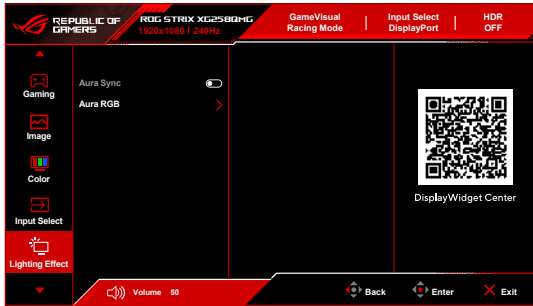 REPUBLIC OF
GAMERS
ROG STRIX XG258QMG
1920x1080 | 240Hz
GameVisual
Racing Mode
Input Select
DisplayPort
HDR
OFF
Gaming
Image
Color
Input Select
Lighting Effect
Aura Sync
Aura RGB
DisplayWidget Center
Volume 50
Back
Enter
Exit